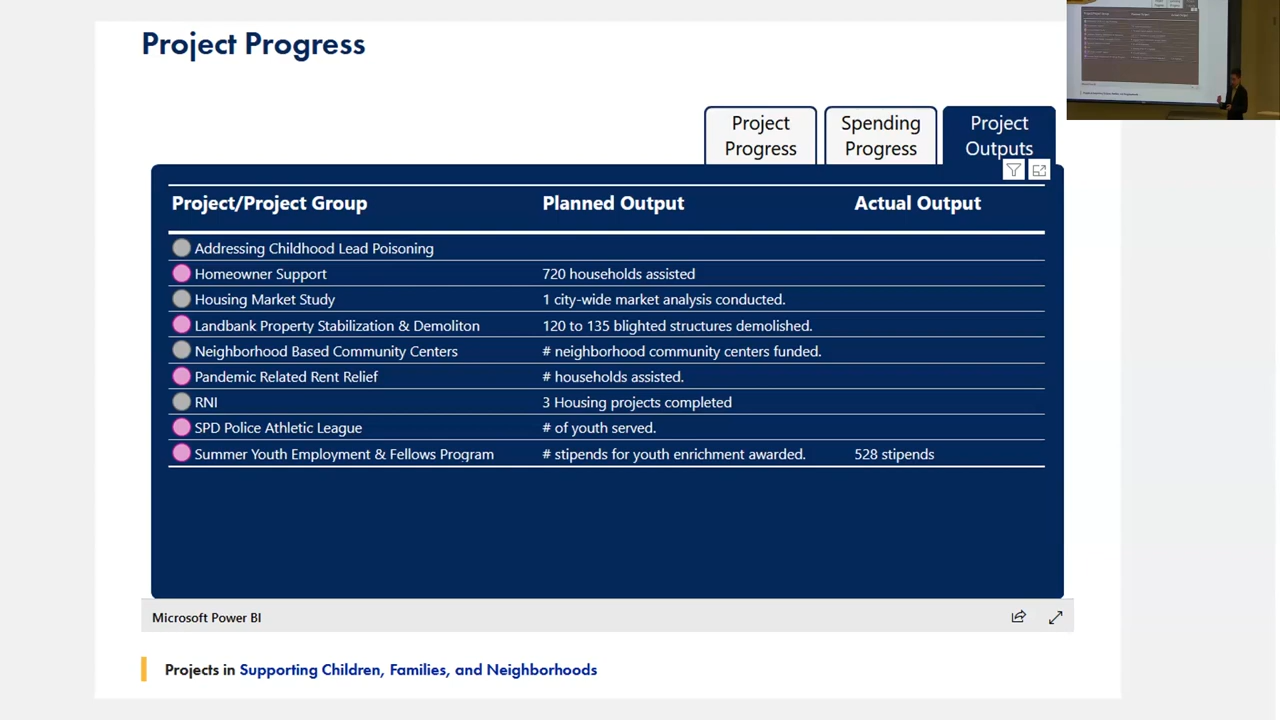 Project Progress
Project Progress
Spending Progress
Project Outputs
Project/Project Group Planned Output Actual Output
Addressing Childhood Lead Poisoning
Homeowner Support 720 households assisted
Housing Market Study 1 city-wide market analysis conducted.
Landbank Property Stabilization & Demoliton 120 to 135 blighted structures demolished.
Neighborhood Based Community Centers # neighborhood community centers funded.
Pandemic Related Rent Relief # households assisted.
RNI 3 Housing projects completed
SPD Police Athletic League # of youth served.
Summer Youth Employment & Fellows Program # stipends for youth enrichment awarded. 528 stipends
Microsoft Power BI
Projects in Supporting Children, Families, and Neighborhoods